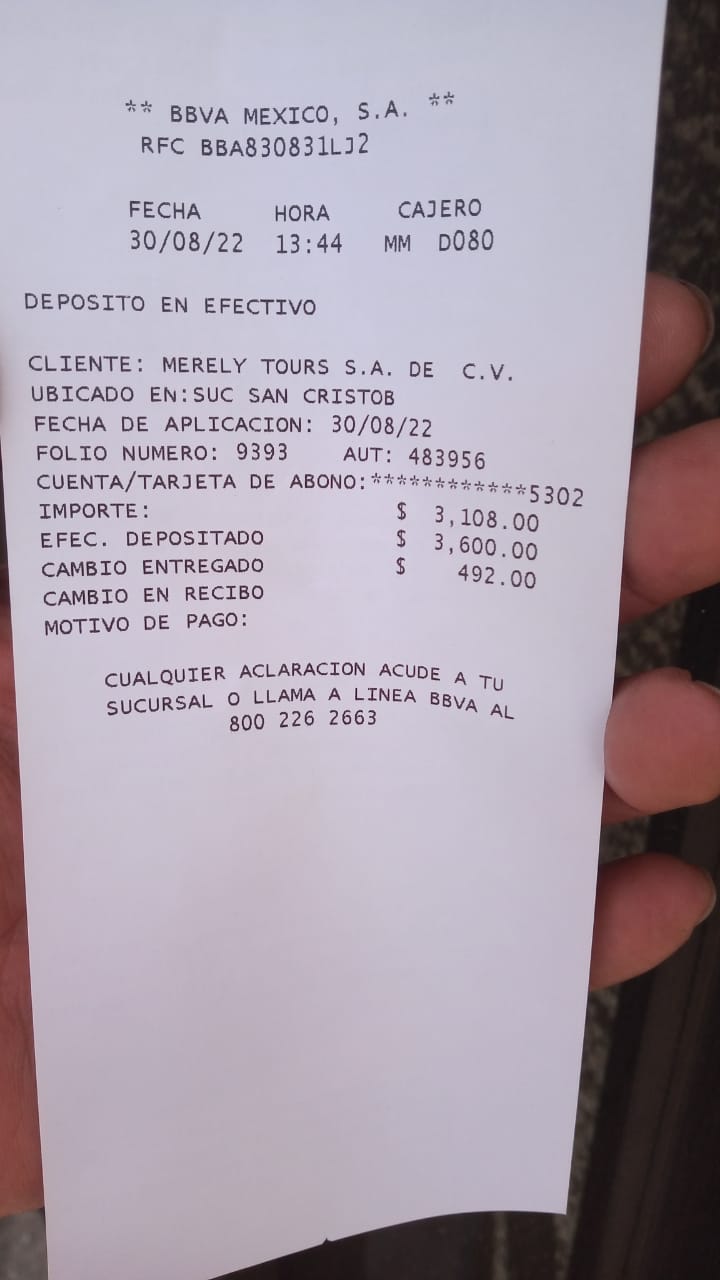 ** BBVA MEXICO, S.A. **
RFC BBA830831LJ2
FECHA HORA CAJERO
30/08/22 13:44 MM D080
DEPOSITO EN EFECTIVO
CLIENTE: MERELY TOURS S.A. DE C.V.
UBICADO EN:SUC SAN CRISTOB
FECHA DE APLICACION: 30/08/22
FOLIO NUMERO: 9393 AUT: 483956
CUENTA/TARJETA DE ABONO:************5302
IMPORTE: $ 3,108.00
EFEC. DEPOSITADO $ 3,600.00
CAMBIO ENTREGADO $ 492.00
CAMBIO EN RECIBO
MOTIVO DE PAGO:
CUALQUIER ACLARACION ACUDE A TU
SUCURSAL O LLAMA A LINEA BBVA AL
800 226 2663